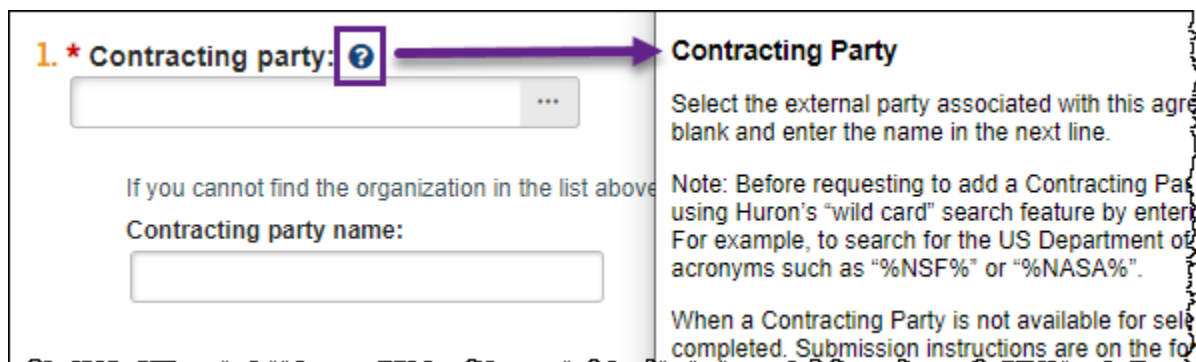 1. * Contracting party: ?
...
If you cannot find the organization in the list above
Contracting party name:
Contracting Party
Select the external party associated with this agre
blank and enter the name in the next line.
Note: Before requesting to add a Contracting Pa
using Huron's “wild card” search feature by enter
For example, to search for the US Department of
acronyms such as “%NSF%” or “%NASA%”.
When a Contracting Party is not available for sele
completed. Submission instructions are on the fo